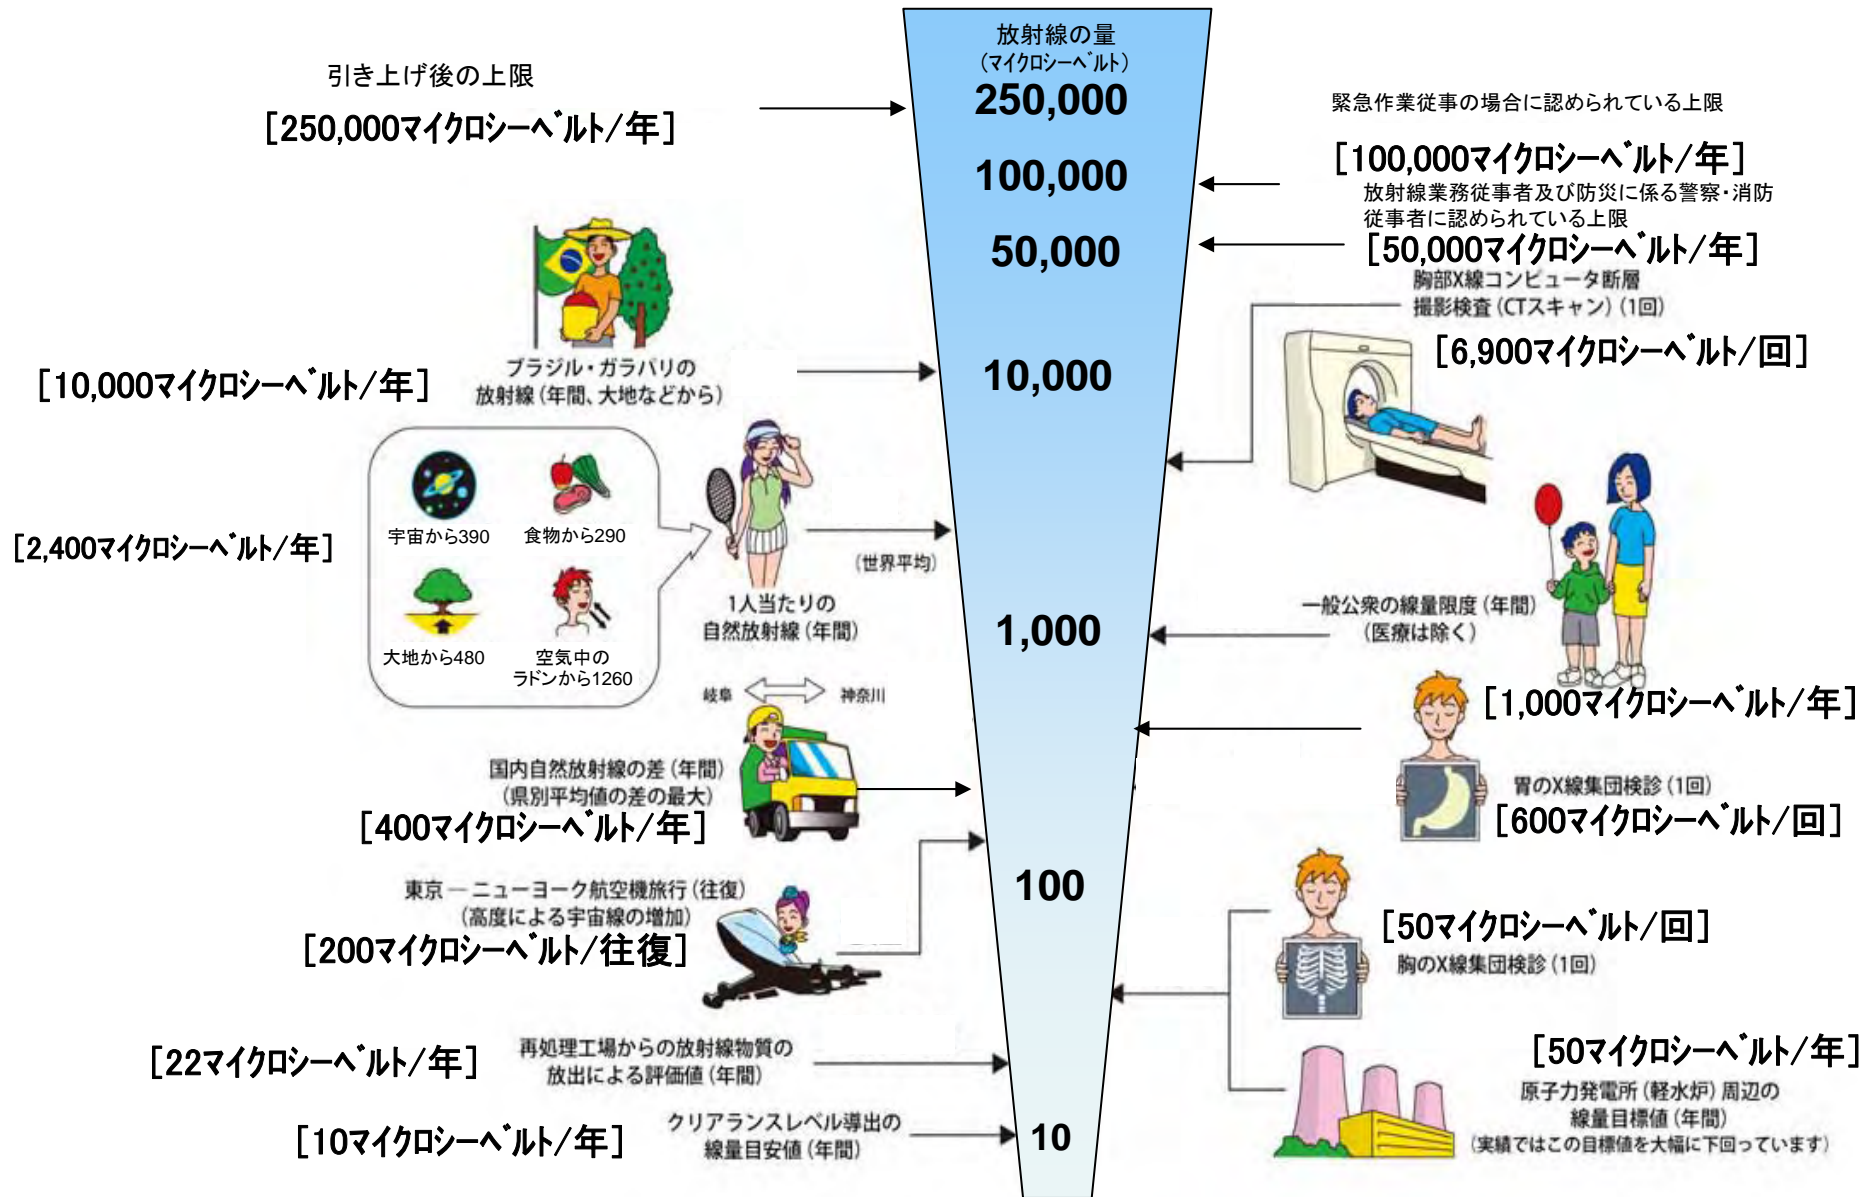 放射線の量
(マイクロシーベルト)
250,000
100,000
50,000
10,000
1,000
100
10
引き上げ後の上限
[250,000マイクロシーベルト/年]
ブラジル・ガラパリの
放射線(年間、大地などから)
[10,000マイクロシーベルト/年]
宇宙から390
食物から290
大地から480
空気中の
ラドンから1260
[2,400マイクロシーベルト/年]
(世界平均)
1人当たりの
自然放射線(年間)
岐阜
神奈川
国内自然放射線の差(年間)
(県別平均値の差の最大)
[400マイクロシーベルト/年]
東京―ニューヨーク航空機旅行(往復)
(高度による宇宙線の増加)
[200マイクロシーベルト/往復]
[22マイクロシーベルト/年]
再処理工場からの放射線物質の
放出による評価値(年間)
[10マイクロシーベルト/年]
クリアランスレベル導出の
線量目安値(年間)
緊急作業従事の場合に認められている上限
[100,000マイクロシーベルト/年]
放射線業務従事者及び防災に係る警察・消防
従事者に認められている上限
[50,000マイクロシーベルト/年]
胸部X線コンピュータ断層
撮影検査(CTスキャン)(1回)
[6,900マイクロシーベルト/回]
一般公衆の線量限度(年間)
(医療は除く)
[1,000マイクロシーベルト/年]
胃のX線集団検診(1回)
[600マイクロシーベルト/回]
[50マイクロシーベルト/回]
胸のX線集団検診(1回)
[50マイクロシーベルト/年]
原子力発電所(軽水炉)周辺の
線量目標値(年間)
(実績ではこの目標値を大幅に下回っています)